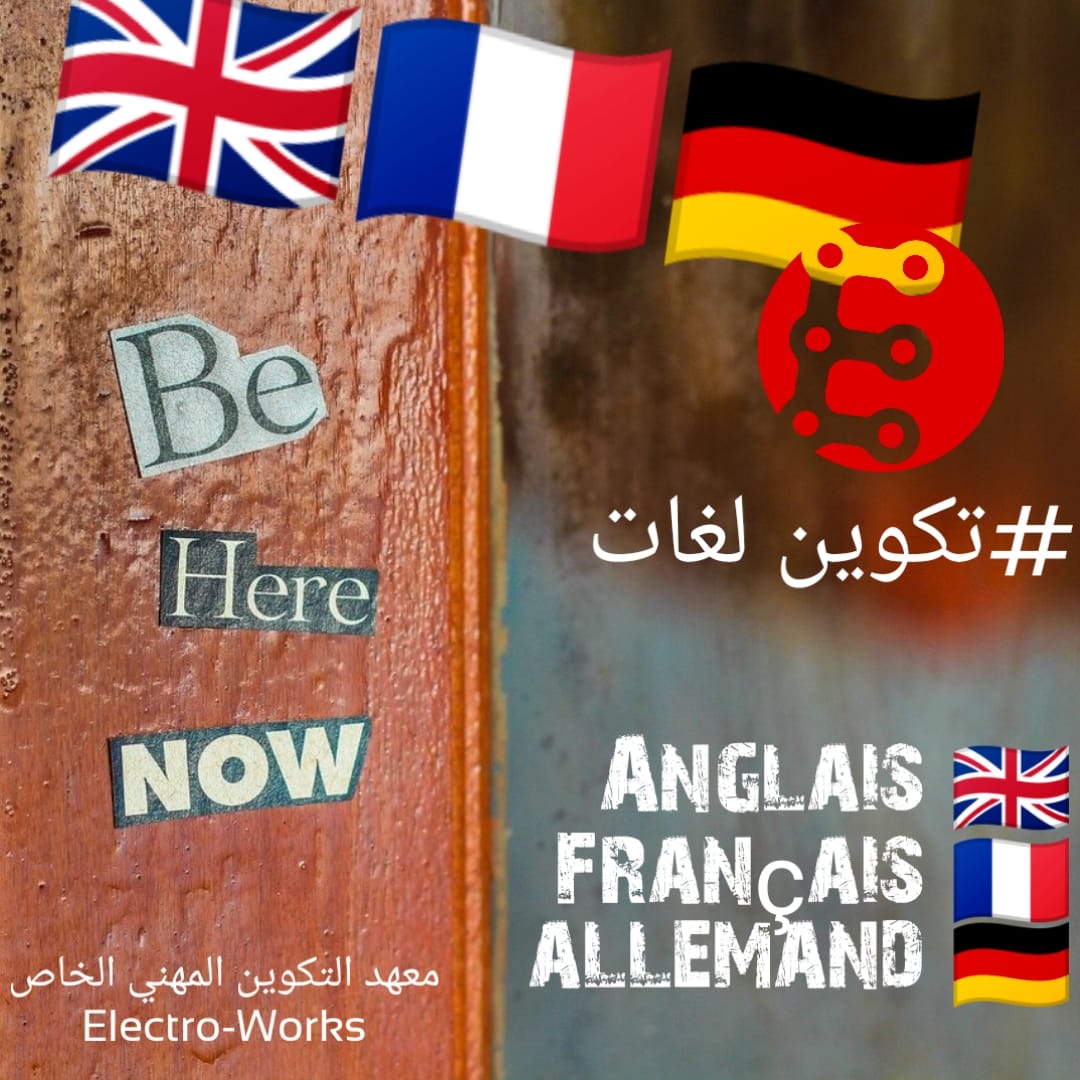 Be
Here
NOW
#تكوين لغات
Anglais
Français
allemand
معهد التكوين المهني الخاص
Electro-Works